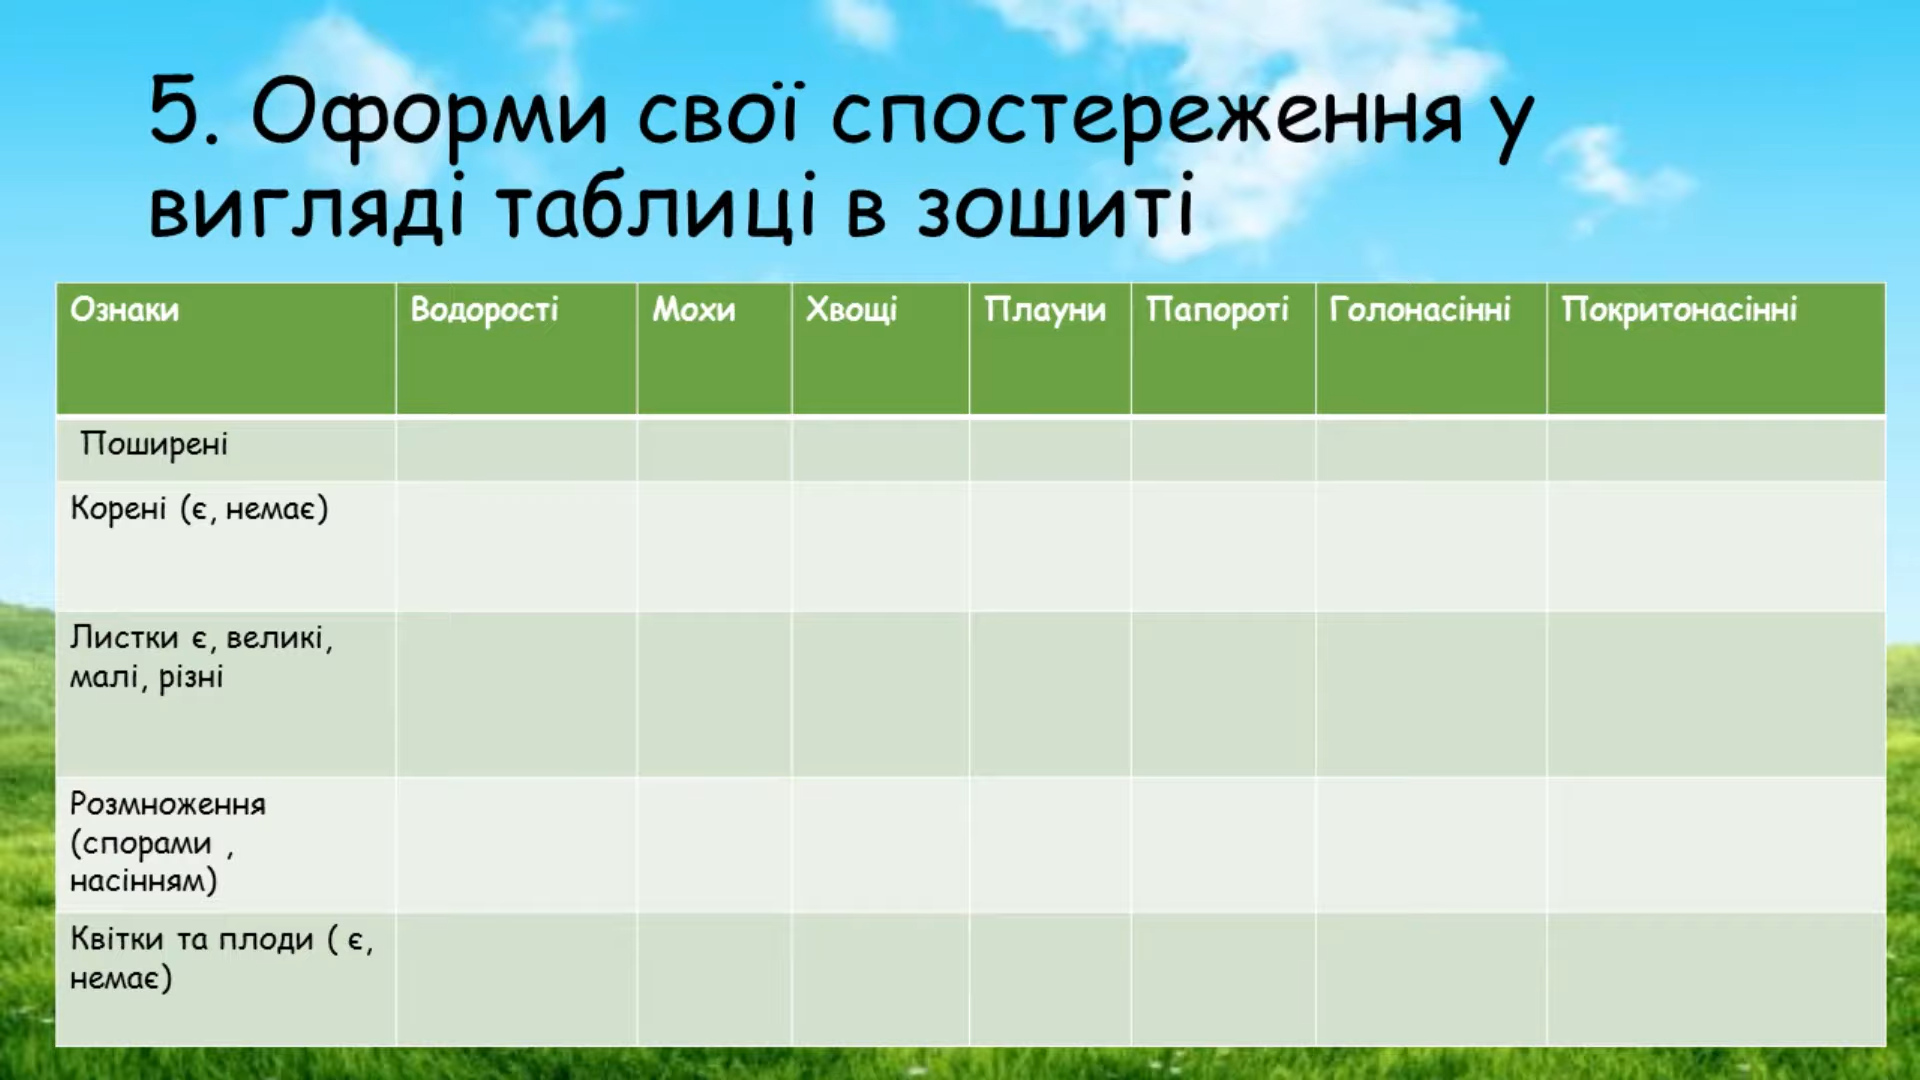 5. Оформи свої спостереження у
вигляді таблиці в зошиті
Ознаки Водорості Мохи Хвощі Плауни Папороті Голонасінні Покритонасінні
Поширені
Корені (є, немає)
Листки є, великі,
малі, різні
Розмноження
(спорами ,
насінням)
Квітки та плоди ( є,
немає)